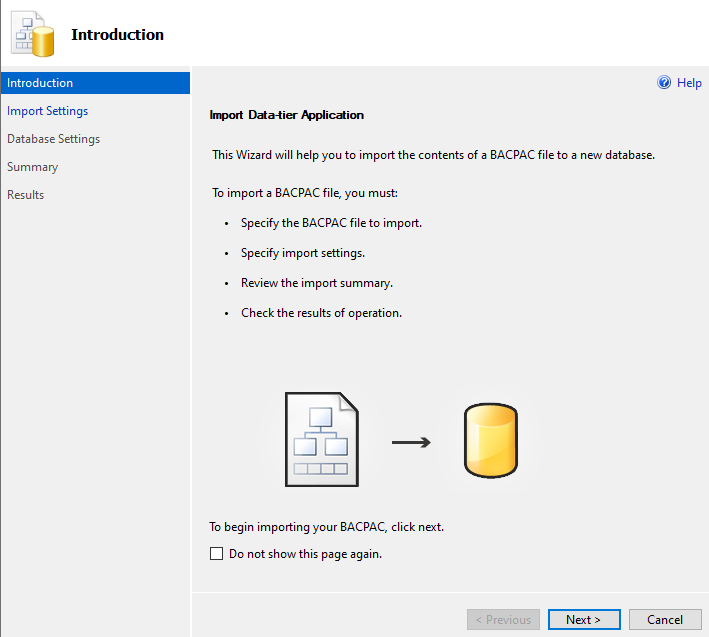 Introduction
Introduction
Import Settings
Database Settings
Summary
Results
Help
Import Data-tier Application
This Wizard will help you to import the contents of a BACPAC file to a new database.
To import a BACPAC file, you must:
• Specify the BACPAC file to import.
• Specify import settings.
• Review the import summary.
• Check the results of operation.
To begin importing your BACPAC, click next.
Do not show this page again.
< Previous
Next >
Cancel